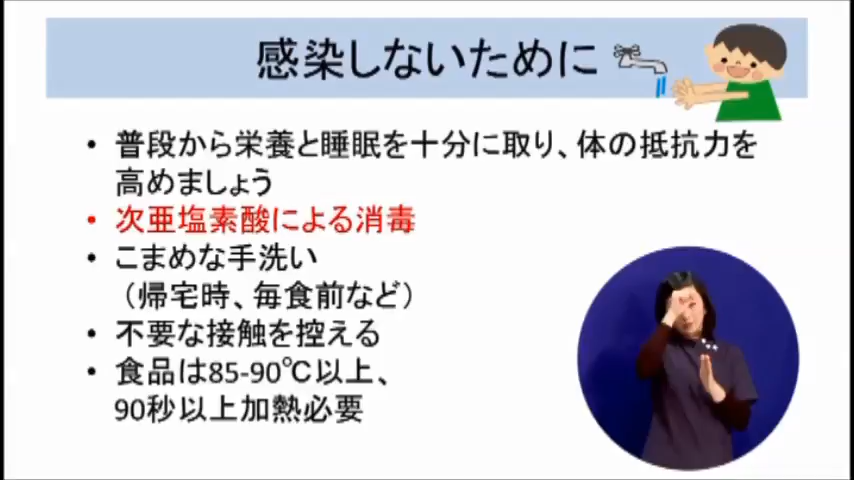 感染しないために
• 普段から栄養と睡眠を十分に取り、体の抵抗力を
高めましょう
• 次亜塩素酸による消毒
• こまめな手洗い
（帰宅時、毎食前など）
• 不要な接触を控える
• 食品は85-90℃以上、
90秒以上加熱必要